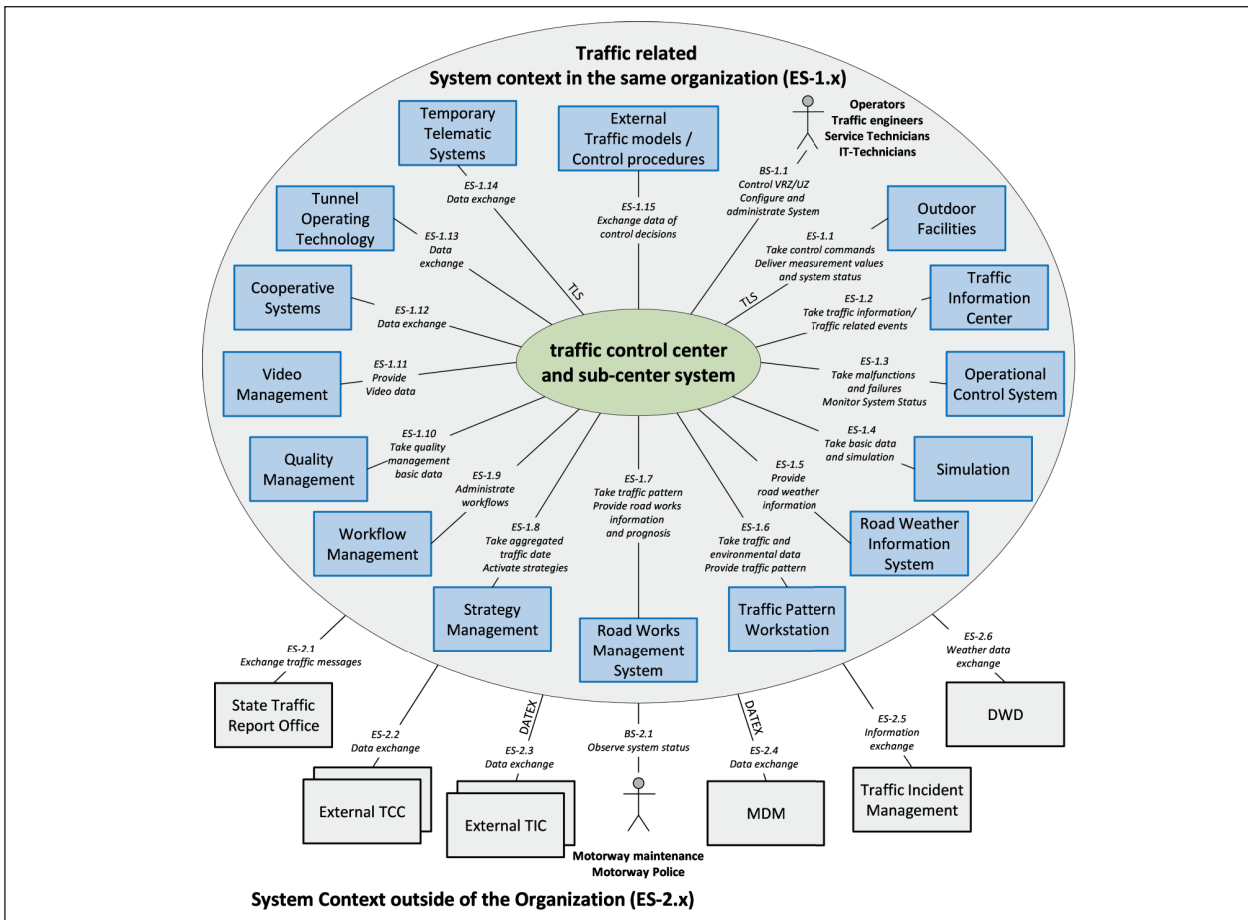 Traffic related
System context in the same organization (ES-1.x)
Operators
Traffic engineers
Service Technicians
IT-Technicians
Temporary
Telematic
Systems
External
Traffic models /
Control procedures
BS-1.1
Control VRZ/UZ
Configure and
administrate System
ES-1.14
Data exchange
ES-1.15
Exchange data of
control decisions
Tunnel
Operating
Technology
Outdoor
Facilities
ES-1.13
Data
exchange
ES-1.1
Take control commands
Deliver measurement values
and system status
TLS
TLS
Cooperative
Systems
ES-1.12
Data exchange
ES-1.2
Take traffic information/
Traffic related events
Traffic
Information
Center
traffic control center
and sub-center system
Video
Management
ES-1.11
Provide
Video data
ES-1.3
Take malfunctions
and failures
Monitor System Status
Operational
Control System
Quality
Management
ES-1.10
Take quality
management
basic data
ES-1.4
Take basic data
and simulation
Simulation
ES-1.9
Administrate
workflows
ES-1.7
Take traffic pattern
Provide road works
information
and prognosis
ES-1.5
Provide
road weather
information
Workflow
Management
ES-1.8
Take aggregated
traffic date
Activate strategies
ES-1.6
Take traffic and
environmental data
Provide traffic pattern
Road Weather
Information
System
Strategy
Management
Road Works
Management
System
Traffic Pattern
Workstation
ES-2.1
Exchange traffic messages
ES-2.6
Weather data
exchange
State Traffic
Report Office
DWD
ES-2.2
Data exchange
DATEX
ES-2.3
Data exchange
BS-2.1
Observe system status
DATEX
ES-2.4
Data exchange
ES-2.5
Information
exchange
External TCC
External TIC
MDM
Traffic Incident
Management
Motorway maintenance
Motorway Police
System Context outside of the Organization (ES-2.x)